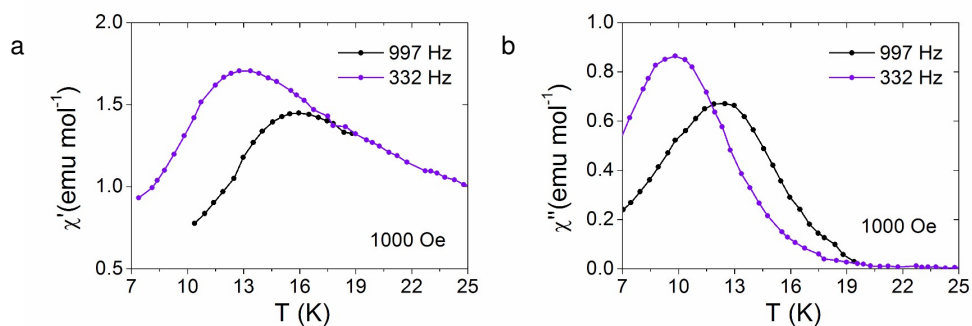 a
2.0
1.5
1.0
0.5
χ'(emu mol⁻¹)
997 Hz
332 Hz
1000 Oe
7 10 13 16 19 22 25
T (K)
b
1.0
0.8
0.6
0.4
0.2
0.0
χ"(emu mol⁻¹)
997 Hz
332 Hz
1000 Oe
7 10 13 16 19 22 25
T (K)